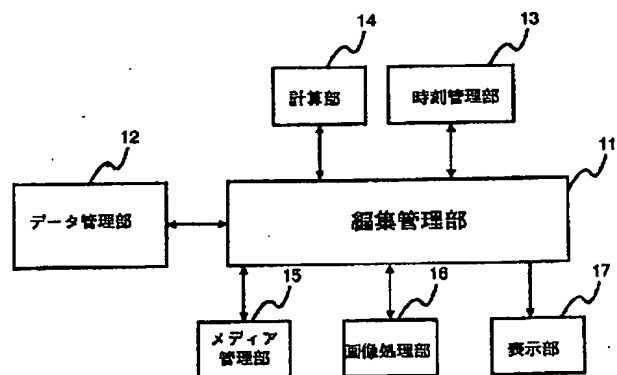 14
13
計算部
時刻管理部
12
11
データ管理部
編集管理部
15
16
17
メディア
管理部
画像処理部
表示部